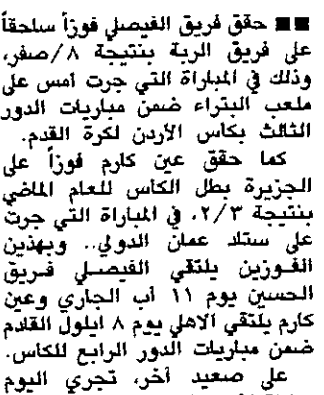 حقق فريق الفيصلي فوزاً ساحقاً
على فريق الرية بنتيجة ٨/صفر،
وذلك في المباراة التي جرت امس على
ملعب البتراء ضمن مباريات الدور
الثالث بكاس الأردن لكرة القدم.
كما حقق عين كارم فوزاً على
الجزيرة بطل الكاس للعام الماضي
بنتيجة ٢/٣، في المباراة التي جرت
على ستاد عمان الدولي.. وبهذين
الفوزين يلتقي الفيصلي فريق
الحسين يوم ١١ آب الجاري وعين
كارم يلتقي الاهلي يوم ٨ ايلول القادم
ضمن مباريات الدور الرابع للكاس.
على صعيد آخر، تجري اليوم